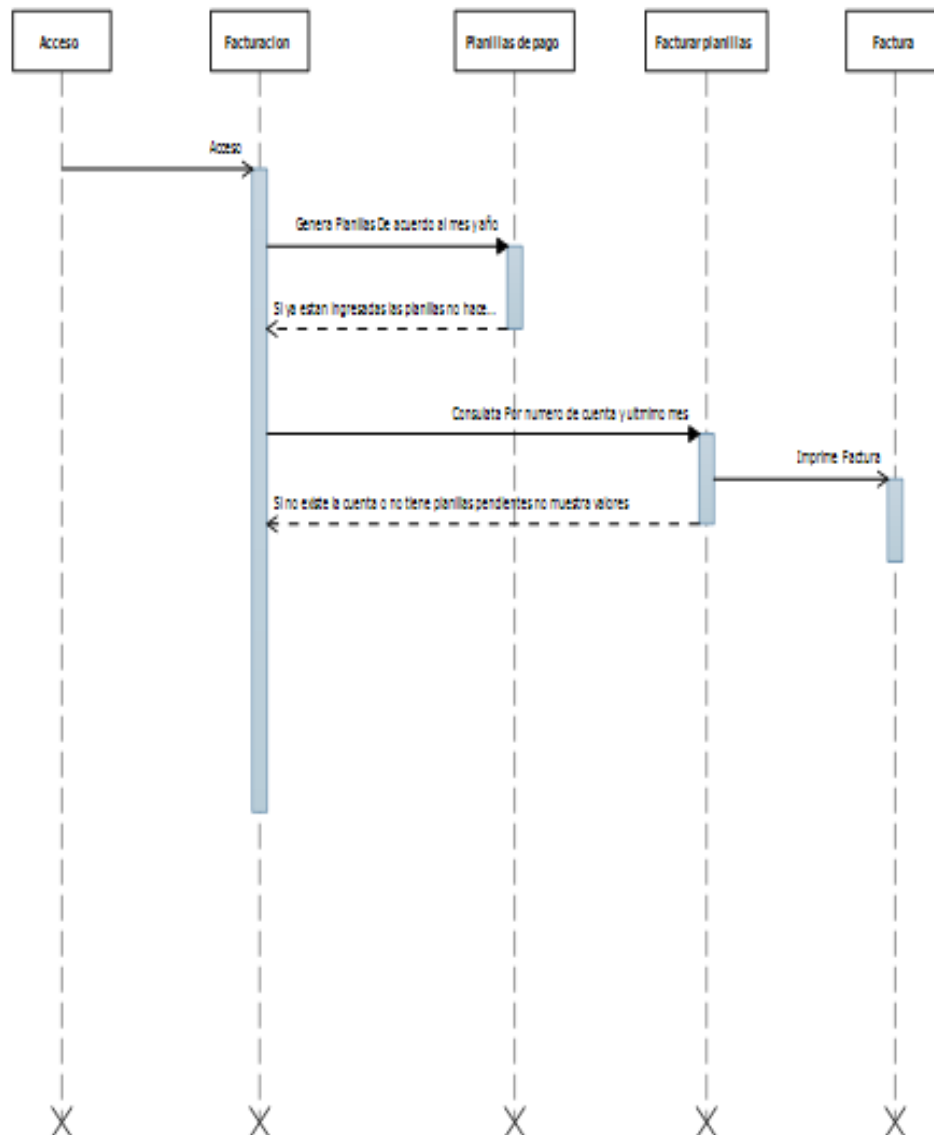 Acceso
Facturacion
Planillas de pago
Facturar planillas
Factura
Acceso
Genera Planillas De acuerdo al mes y año
Si ya estan ingresadas las planillas no hace...
Consulata Por numero de cuenta y ultmimo mes
Imprime Factura
Si no existe la cuenta o no tiene planillas pendientes no muestra valores